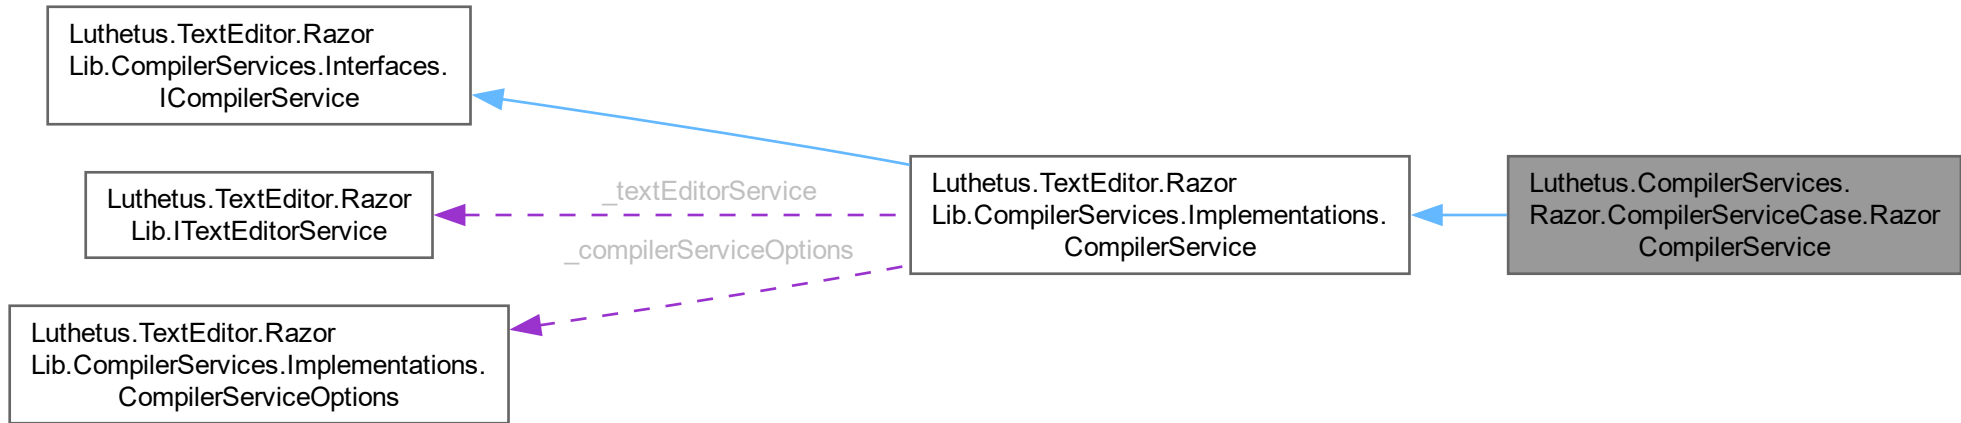 Luthetus.TextEditor.Razor
Lib.CompilerServices.Interfaces.
ICompilerService
Luthetus.TextEditor.Razor
Lib.ITextEditorService
Luthetus.TextEditor.Razor
Lib.CompilerServices.Implementations.
CompilerServiceOptions
_textEditorService
_compilerServiceOptions
Luthetus.TextEditor.Razor
Lib.CompilerServices.Implementations.
CompilerService
Luthetus.CompilerServices.
Razor.CompilerServiceCase.Razor
CompilerService